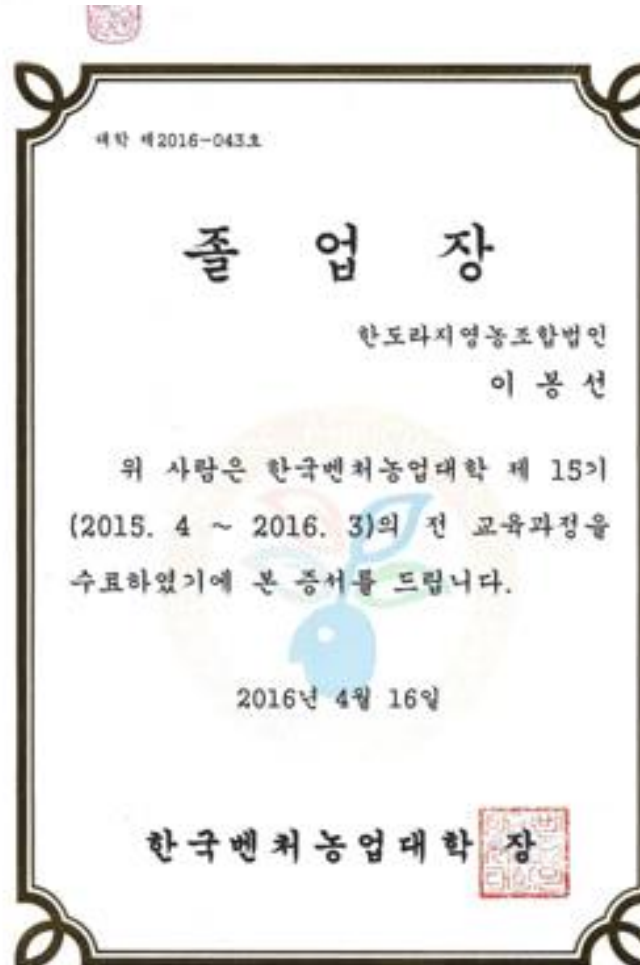 대학 제2016-043호
졸 업 장
한도라지영농조합법인
이 봉 선
위 사람은 한국벤처농업대학 제 15기
(2015. 4 ~ 2016. 3)의 전 교육과정을
수료하였기에 본 증서를 드립니다.
2016년 4월 16일
한국벤처농업대학 장